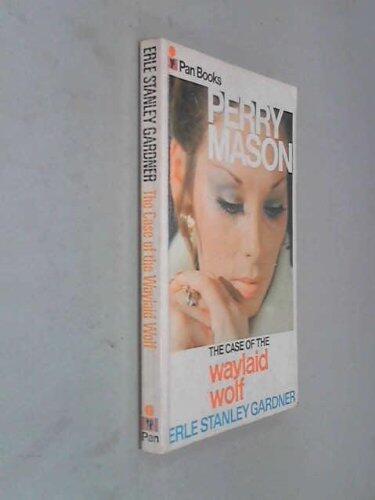 ERLE STANLEY GARDNER The Case of the Waylaid Wolf
Pan
Pan Books
PERRY
MASON
THE CASE OF THE
waylaid
wolf
ERLE STANLEY GARDNER